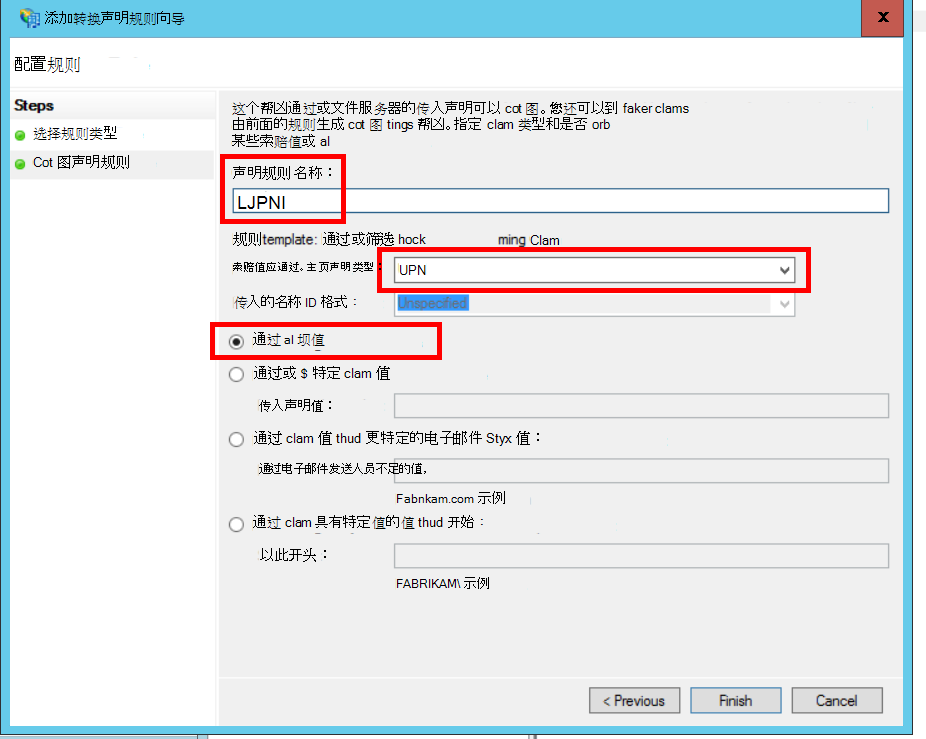 添加转换声明规则向导
x
配置规则
Steps
选择规则类型
Cot 图声明规则
这个帮凶通过或文件服务器的传入声明可以 cot 图。您还可以到 faker clams
由前面的规则生成 cot 图 tings 帮凶。指定 clam 类型和是否 orb
某些索赔值或 al
声明规则名称：
LJPNI
规则template: 通过或筛选 hock ming Clam
索赔值应通过。主页声明类型：
UPN
传入的名称 ID 格式：
Unspecified
通过 al 坝值
通过或 $ 特定 clam 值
传入声明值：
通过 clam 值 thud 更特定的电子邮件 Styx 值：
通过电子邮件发送人员不足的值，
Fabnkam.com 示例
通过 clam 具有特定值的值 thud 开始：
以此开头：
FABRIKAM\ 示例
< Previous
Finish
Cancel